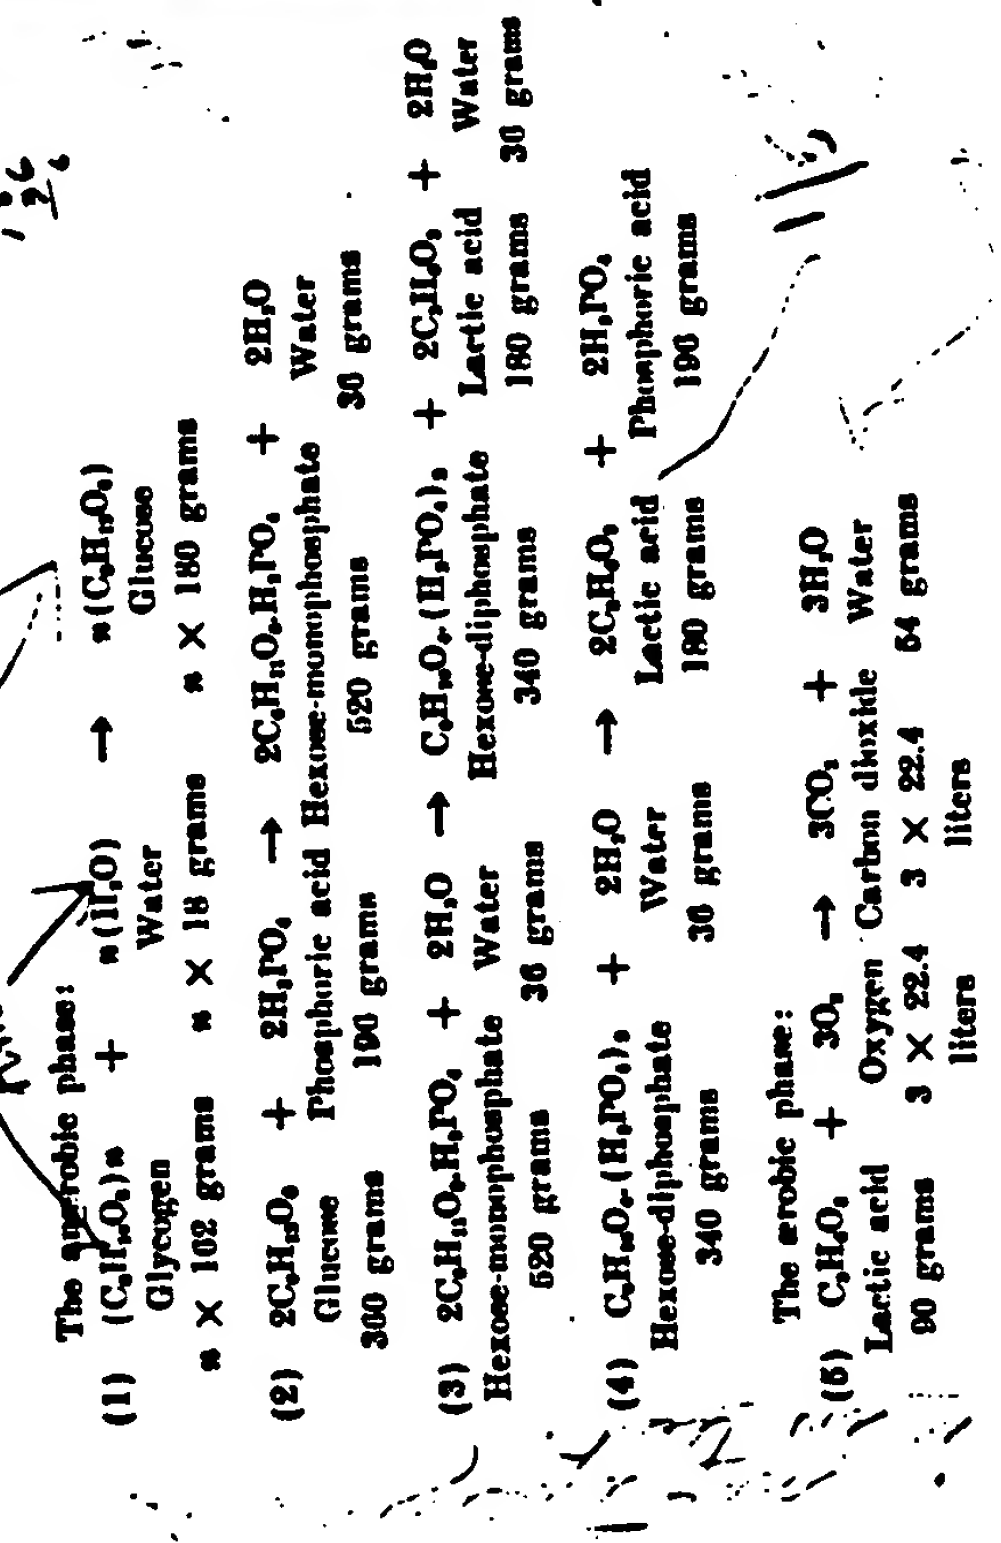 The anaerobic phase:
(1) (C₆H₁₀O₅)n + n(H₂O) → n(C₆H₁₂O₆)
Glycogen Water Glucose
n × 162 grams n × 18 grams n × 180 grams
(2) 2C₆H₁₂O₆ + 2H₃PO₄ → 2C₆H₁₁O₅·H₂PO₄ + 2H₂O
Glucose Phosphoric acid Hexose-monophosphate Water
360 grams 196 grams 520 grams 36 grams
(3) 2C₆H₁₁O₅·H₂PO₄ + 2H₂O → C₆H₁₀O₄·(H₂PO₄)₂ + 2C₃H₆O₃ + 2H₂O
Hexose-monophosphate Water Hexose-diphosphate Lactic acid Water
520 grams 36 grams 340 grams 180 grams 36 grams
(4) C₆H₁₀O₄·(H₂PO₄)₂ + 2H₂O → 2C₃H₆O₃ + 2H₃PO₄
Hexose-diphosphate Water Lactic acid Phosphoric acid
340 grams 36 grams 180 grams 196 grams
The aerobic phase:
(5) C₃H₆O₃ + 3O₂ → 3CO₂ + 3H₂O
Lactic acid Oxygen Carbon dioxide Water
90 grams 3 × 22.4 3 × 22.4 54 grams
liters liters